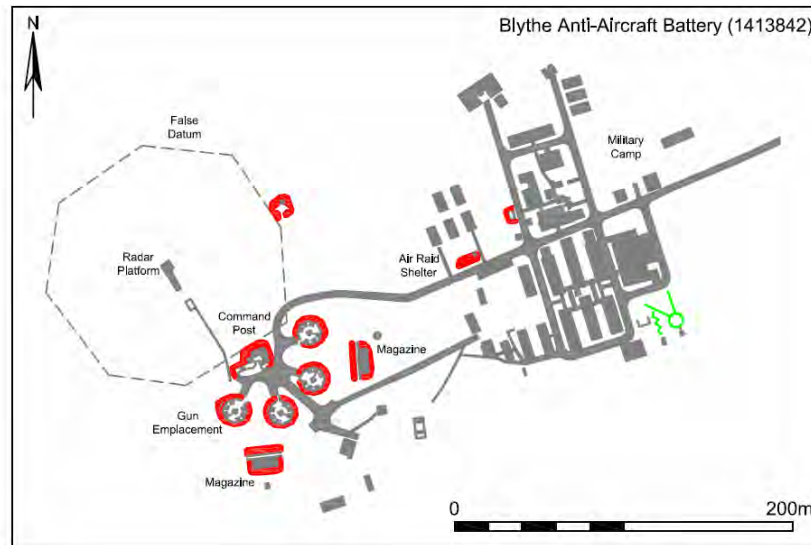 Blythe Anti-Aircraft Battery (1413842)
N
False
Datum
Military
Camp
Radar
Platform
Air Raid
Shelter
Command
Post
Magazine
Gun
Emplacement
Magazine
0
200m